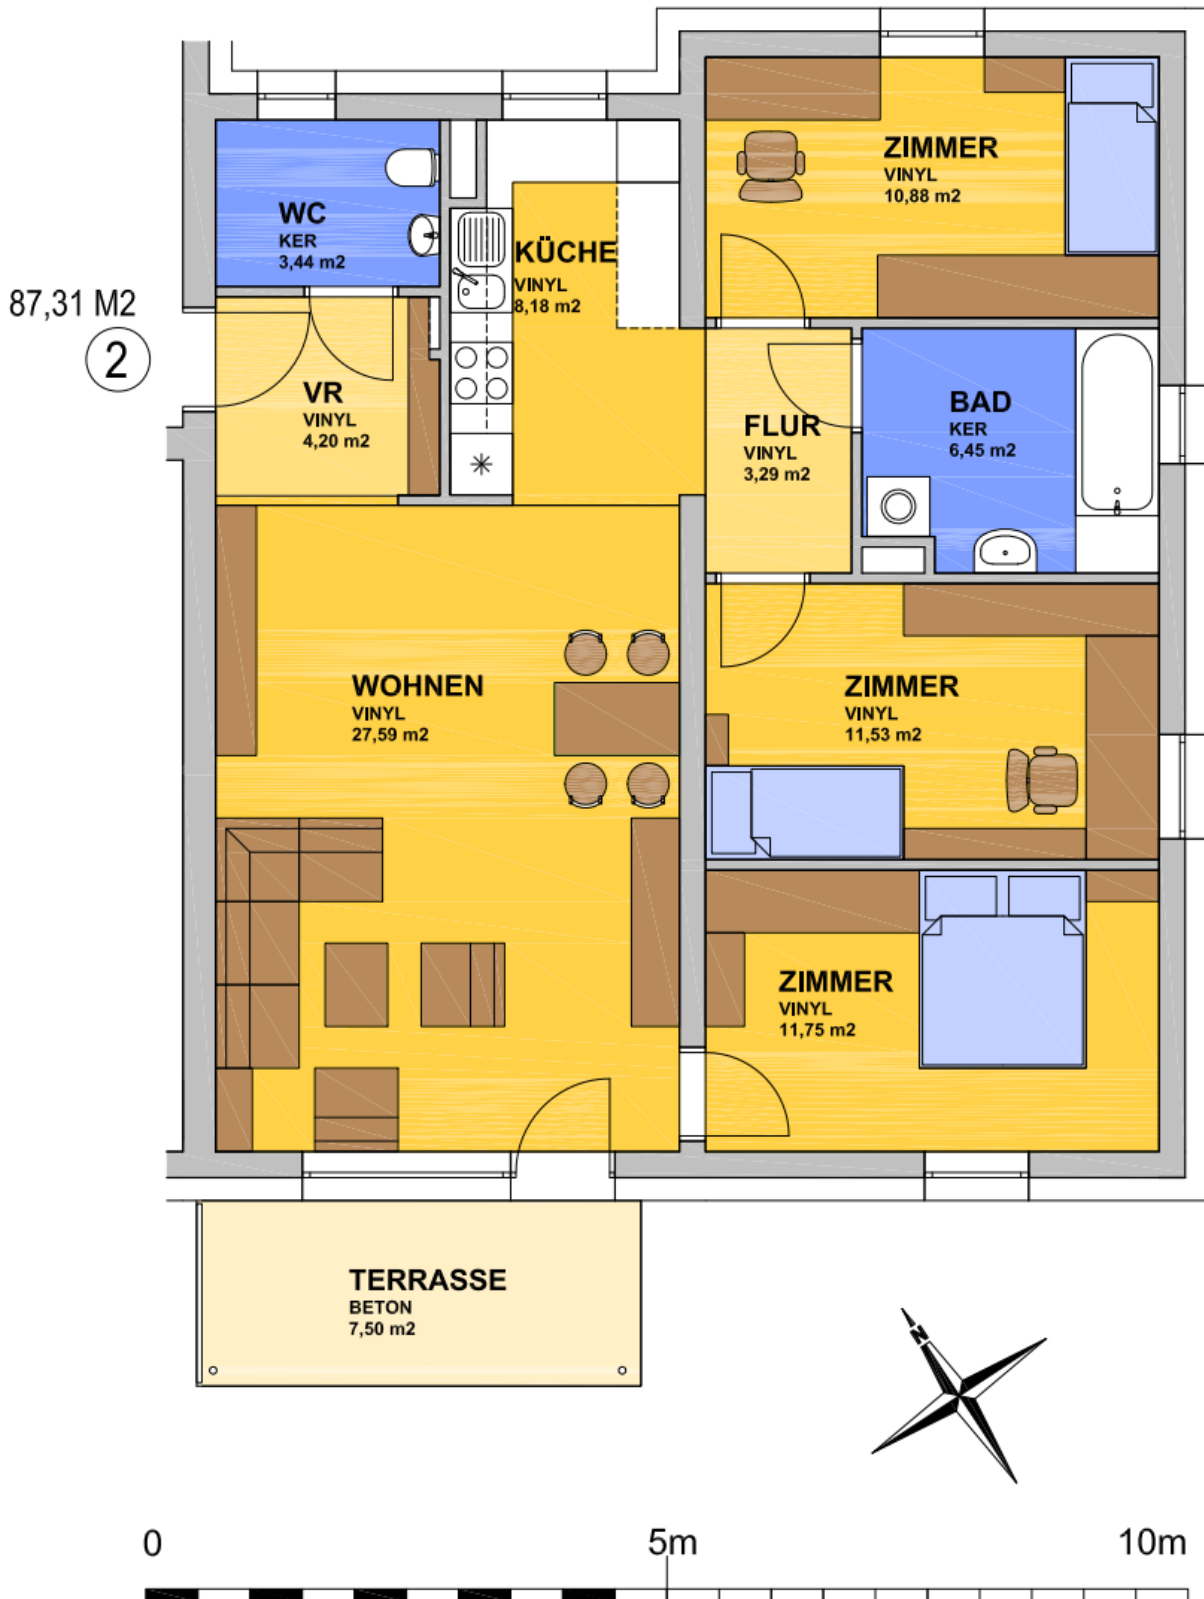 ZIMMER
VINYL
10,88 m2
WC
KER
3,44 m2
KÜCHE
VINYL
8,18 m2
87,31 M2
2
VR
VINYL
4,20 m2
FLUR
VINYL
3,29 m2
BAD
KER
6,45 m2
WOHNEN
VINYL
27,59 m2
ZIMMER
VINYL
11,53 m2
ZIMMER
VINYL
11,75 m2
TERRASSE
BETON
7,50 m2
N
0 5m 10m